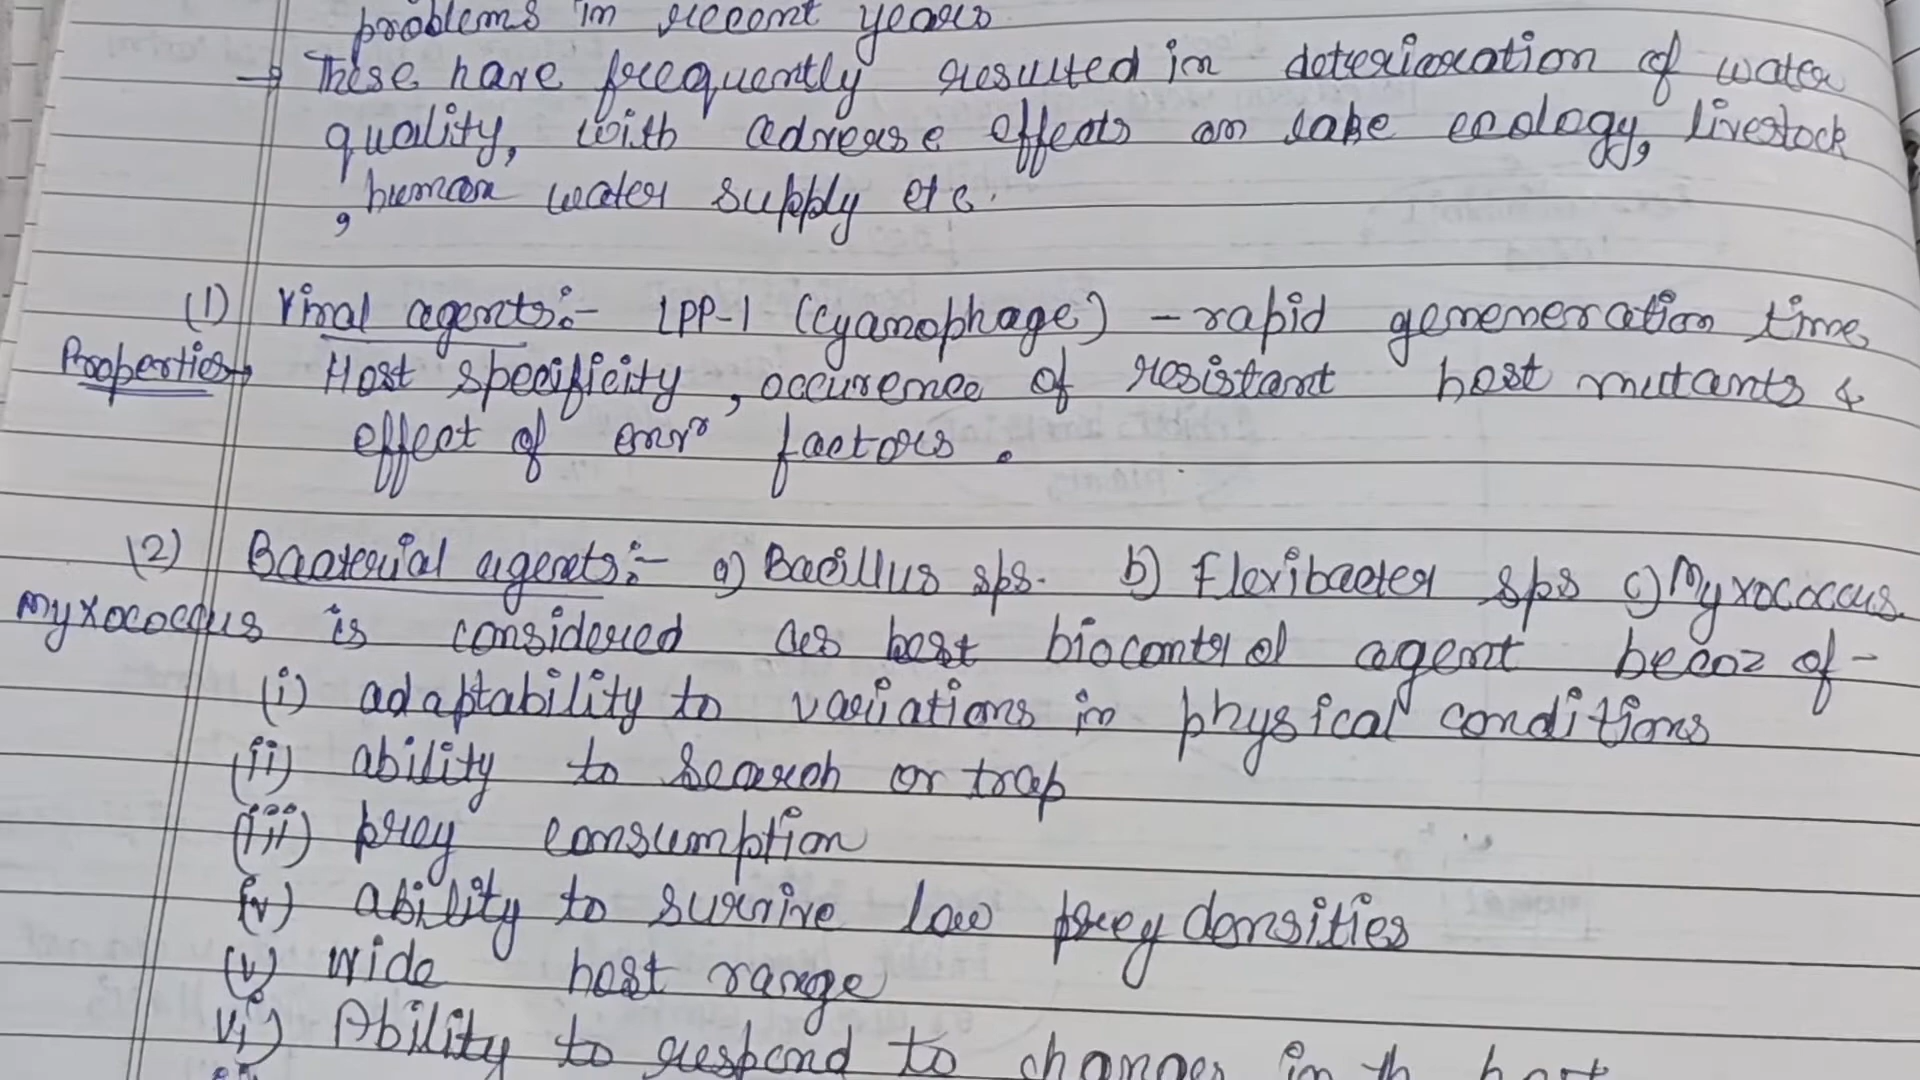 problems in recent years
→ These have frequently resulted in deterioration of water
quality, with adverse effects on lake ecology, livestock
, human water supply etc.
(1) Viral agents:- LPP-1 (Cyanophage) - rapid genemeration time,
Properties→ Host specificity, occurence of resistant host mutants &
effect of envr° factors.
(2) Bacterial agents:- a) Bacillus sps. b) Flexibacter sps c) Myxococcus.
Myxococcus is considered as best biocontrol agent becoz of-
(i) adaptability to variations in physical conditions
(ii) ability to search or trap
(iii) prey consumption
(iv) ability to survive low prey densities
(v) wide host range
vi) Ability to respond to changes in th host